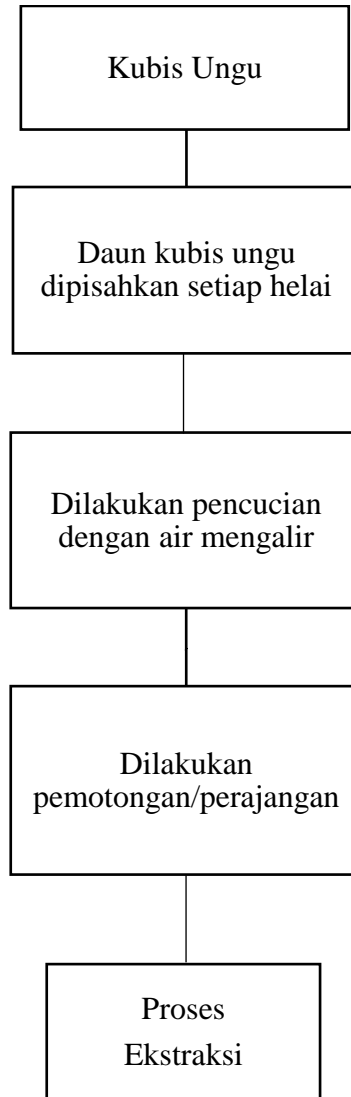 Kubis Ungu
Daun kubis ungu
dipisahkan setiap helai
Dilakukan pencucian
dengan air mengalir
Dilakukan
pemotongan/perajangan
Proses
Ekstraksi